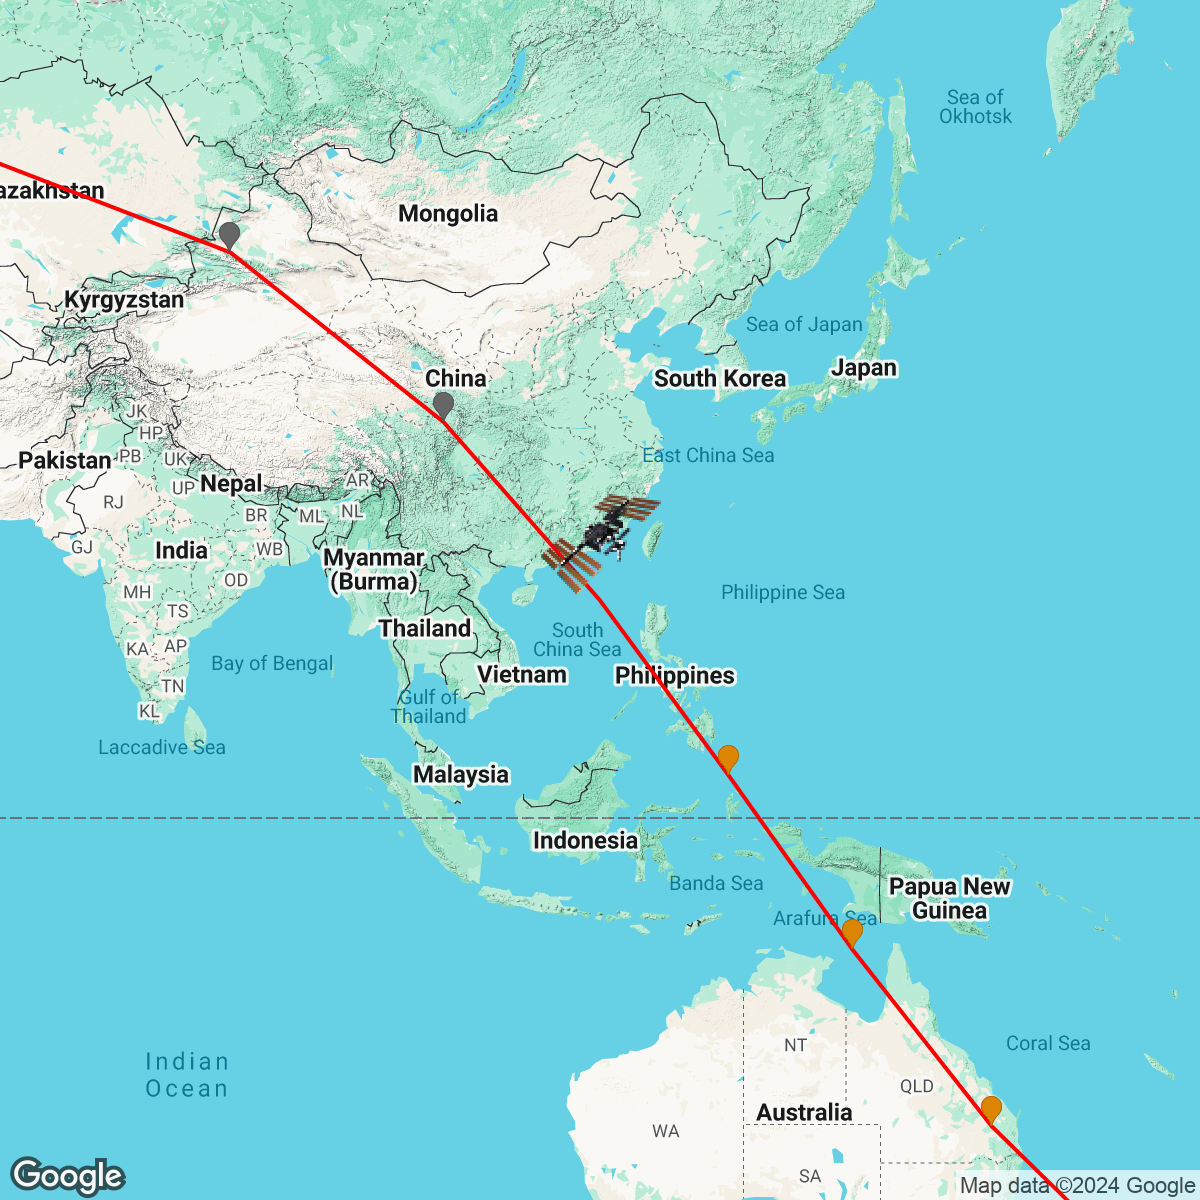 Sea of
Okhotsk
azakhstan
Mongolia
Kyrgyzstan
Sea of Japan
Japan
China
South Korea
JK
HP
PB
UK
Pakistan
East China Sea
Nepal
AR
UP
RJ
BR
ML
NL
GJ
India
WB
Myanmar
(Burma)
OD
MH
TS
Philippine Sea
Thailand
South
China Sea
KA
AP
Bay of Bengal
Vietnam
Philippines
TN
KL
Gulf of
Thailand
Laccadive Sea
Malaysia
Indonesia
Banda Sea
Papua New
Guinea
Arafura Sea
Coral Sea
NT
Indian
Ocean
QLD
Australia
WA
SA
Google
Map data ©2024 Google